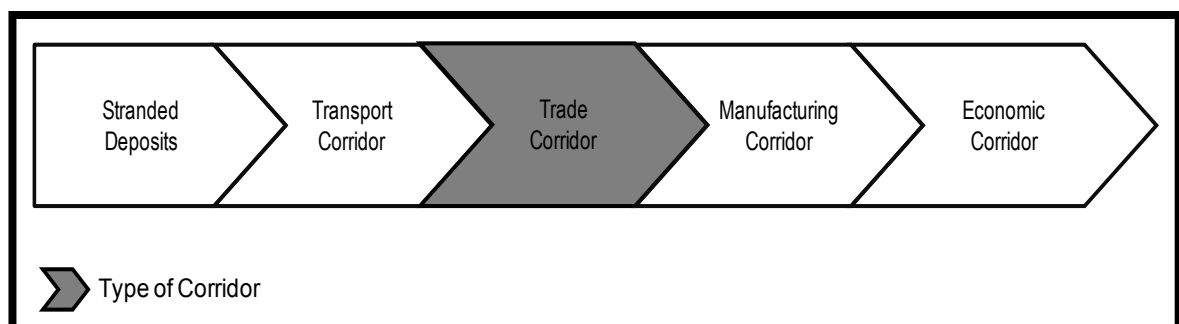 Stranded
Deposits
Transport
Corridor
Trade
Corridor
Manufacturing
Corridor
Economic
Corridor
Type of Corridor